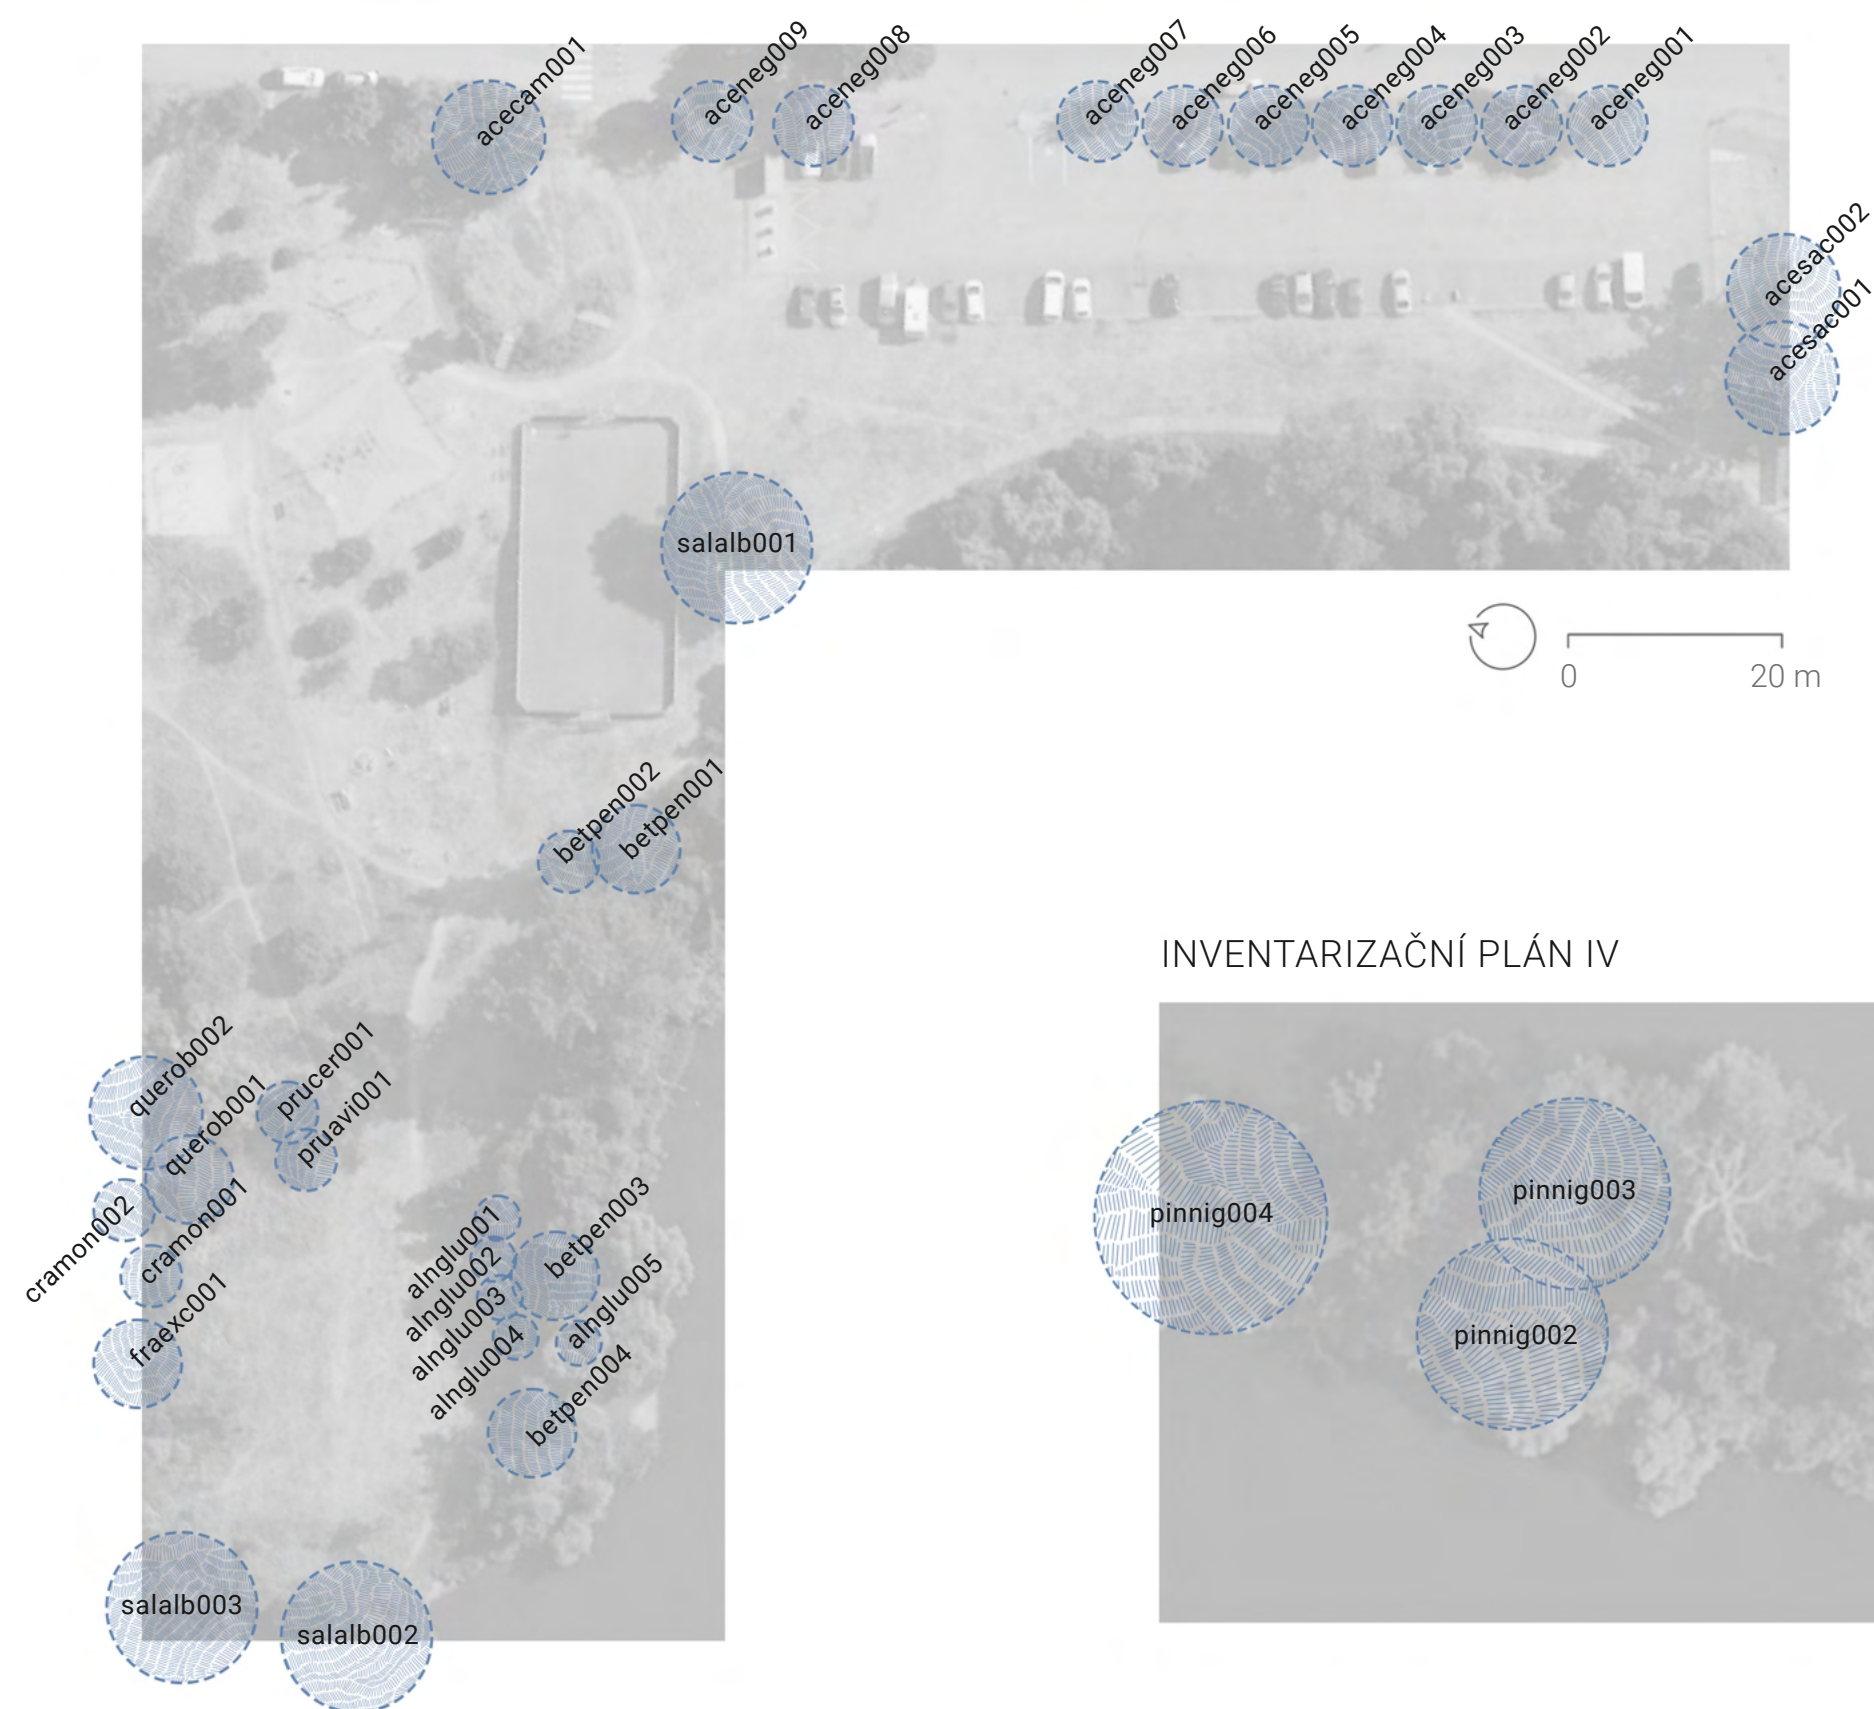 acecam001
aceneg009
aceneg008
aceneg007
aceneg006
aceneg005
aceneg004
aceneg003
aceneg002
aceneg001
acesac002
acesac001
salalb001
0
20 m
betpen002
betpen001
INVENTARIZAČNÍ PLÁN IV
querob002
querob001
prucer001
pruavi001
cramon002
cramon001
fraexc001
alnglu001
alnglu002
alnglu003
alnglu004
betpen003
alnglu005
betpen004
pinnig004
pinnig003
pinnig002
salalb003
salalb002